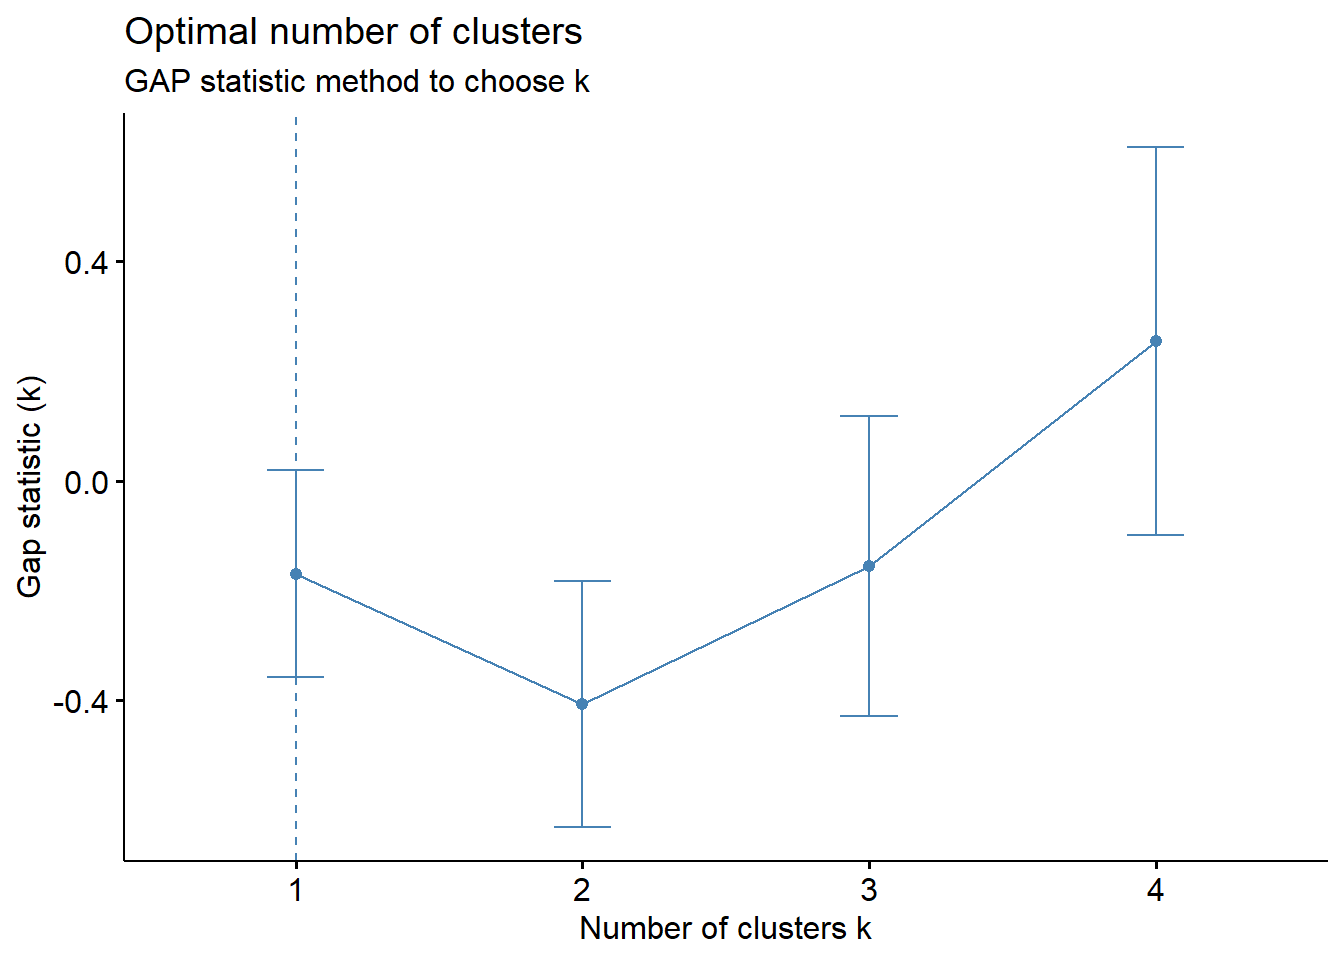 Optimal number of clusters
GAP statistic method to choose k
Gap statistic (k)
0.4
0.0
-0.4
1 2 3 4
Number of clusters k